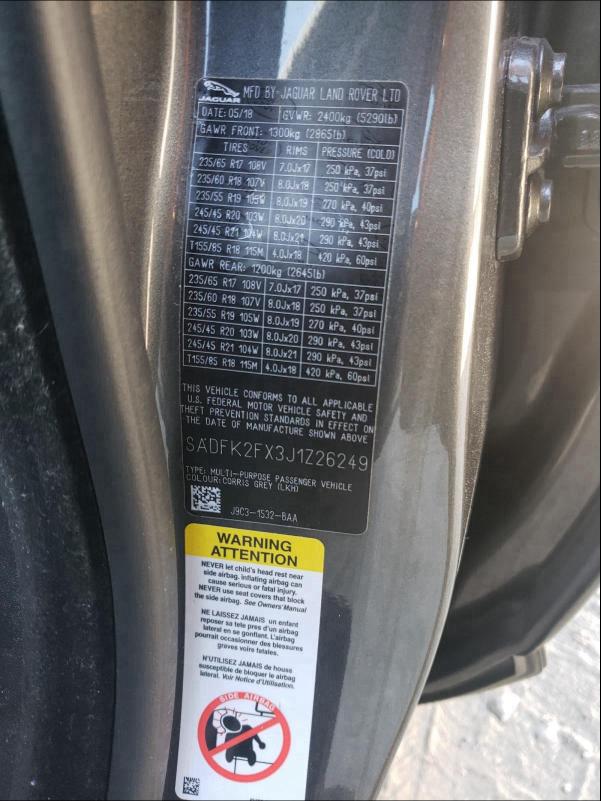 JAGUAR MFD BY-JAGUAR LAND ROVER LTD
DATE: 05/18 GVWR: 2400kg (5290lb)
GAWR FRONT: 1300kg (2865lb)
TIRES RIMS PRESSURE (COLD)
235/65 R17 108V 7.0Jx17 250 kPa, 37psi
235/60 R18 107V 8.0Jx18 250 kPa, 37psi
235/55 R19 105W 8.0Jx19 270 kPa, 40psi
245/45 R20 103W 8.0Jx20 290 kPa, 43psi
245/45 R21 104W 8.0Jx21 290 kPa, 43psi
T155/85 R18 115M 4.0Jx18 420 kPa, 60psi
GAWR REAR: 1200kg (2645lb)
235/65 R17 108V 7.0Jx17 250 kPa, 37psi
235/60 R18 107V 8.0Jx18 250 kPa, 37psi
235/55 R19 105W 8.0Jx19 270 kPa, 40psi
245/45 R20 103W 8.0Jx20 290 kPa, 43psi
245/45 R21 104W 8.0Jx21 290 kPa, 43psi
T155/85 R18 115M 4.0Jx18 420 kPa, 60psi
THIS VEHICLE CONFORMS TO ALL APPLICABLE
U.S. FEDERAL MOTOR VEHICLE SAFETY AND
THEFT PREVENTION STANDARDS IN EFFECT ON
THE DATE OF MANUFACTURE SHOWN ABOVE
SADFK2FX3J1Z26249
TYPE: MULTI-PURPOSE PASSENGER VEHICLE
COLOUR:CORRIS GREY (LKH)
J9C3-1532-BAA
WARNING
ATTENTION
NEVER let child's head rest near
side airbag. inflating airbag can
cause serious or fatal injury.
NEVER use seat covers that block
the side airbag. See Owners'Manual
NE LAISSEZ JAMAIS un enfant
reposer sa tete pres d'un airbag
lateral en se gonflant. L'airbag
pourrait occasionner des blessures
graves voire fatales.
N'UTILISEZ JAMAIS de house
susceptible de bloquer le airbag
lateral. Voir Notice d'Utilisation.
SIDE AIRBAG